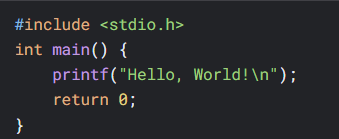 #include <stdio.h>
int main() {
    printf("Hello, World!\n");
    return 0;
}